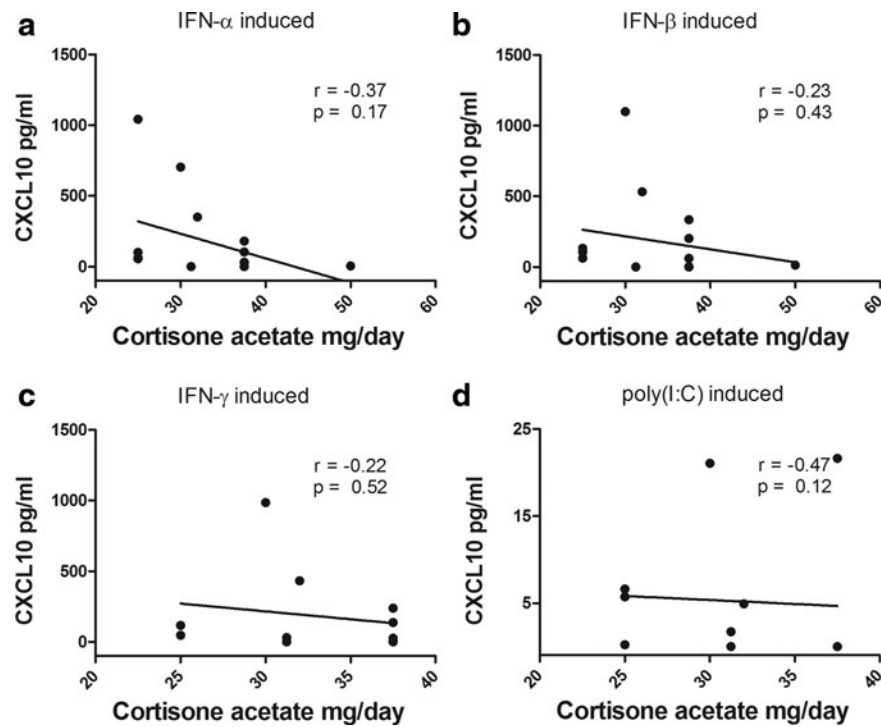 a
IFN-α induced
r = -0.37
p = 0.17
CXCL10 pg/ml
1500
1000
500
0
20
30
40
50
60
Cortisone acetate mg/day
b
IFN-β induced
r = -0.23
p = 0.43
CXCL10 pg/ml
1500
1000
500
0
20
30
40
50
60
Cortisone acetate mg/day
c
IFN-γ induced
r = -0.22
p = 0.52
CXCL10 pg/ml
1500
1000
500
0
20
25
30
35
40
Cortisone acetate mg/day
d
poly(I:C) induced
r = -0.47
p = 0.12
CXCL10 pg/ml
25
15
5
20
25
30
35
40
Cortisone acetate mg/day